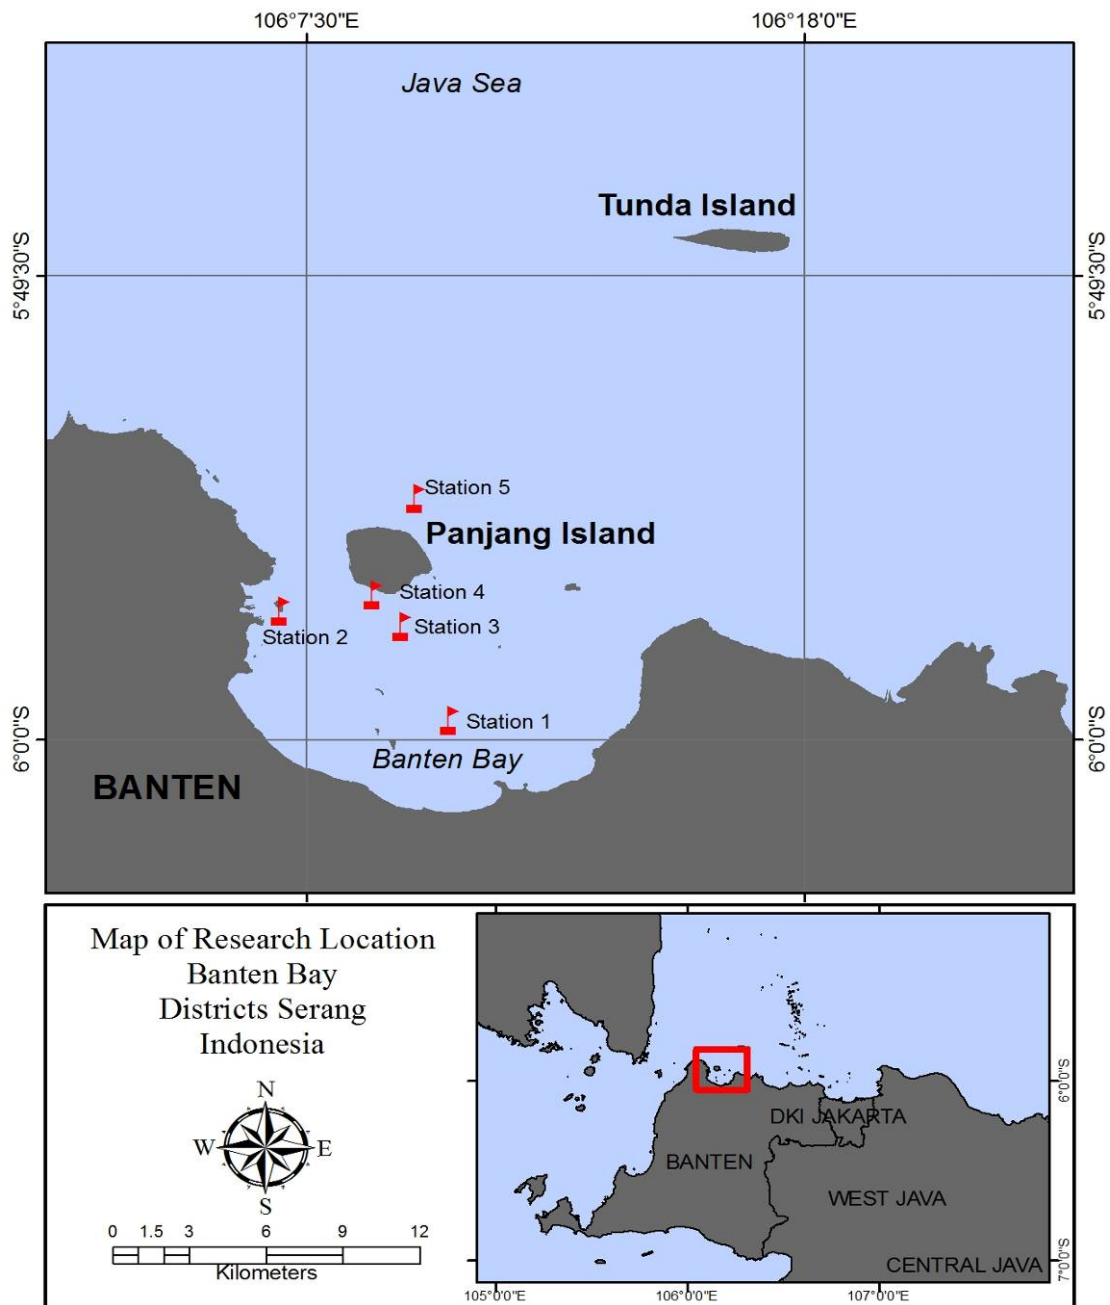 106°7'30"E 106°18'0"E
Java Sea
Tunda Island
5°49'30"S 5°49'30"S
Station 5
Panjang Island
Station 4
Station 3
Station 2
Station 1
6°0'0"S 6°0'0"S
Banten Bay
BANTEN
Map of Research Location
Banten Bay
Districts Serang
Indonesia
N
W E
S
0 1.5 3 6 9 12
Kilometers
6°0'0"S
DKI JAKARTA
BANTEN
WEST JAVA
CENTRAL JAVA
7°0'0"S
105°0'0"E 106°0'0"E 107°0'0"E